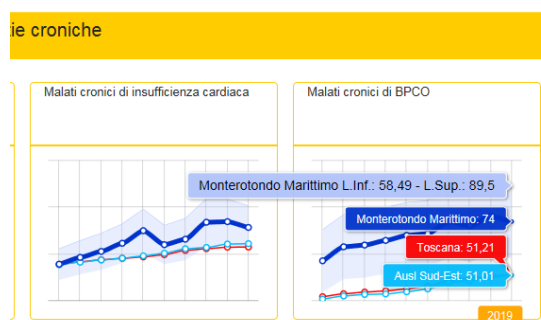 ie croniche
Malati cronici di insufficienza cardiaca
Malati cronici di BPCO
Monterotondo Marittimo L.Inf.: 58,49 - L.Sup.: 89,5
Monterotondo Marittimo: 74
Toscana: 51,21
Ausl Sud-Est: 51,01
2019